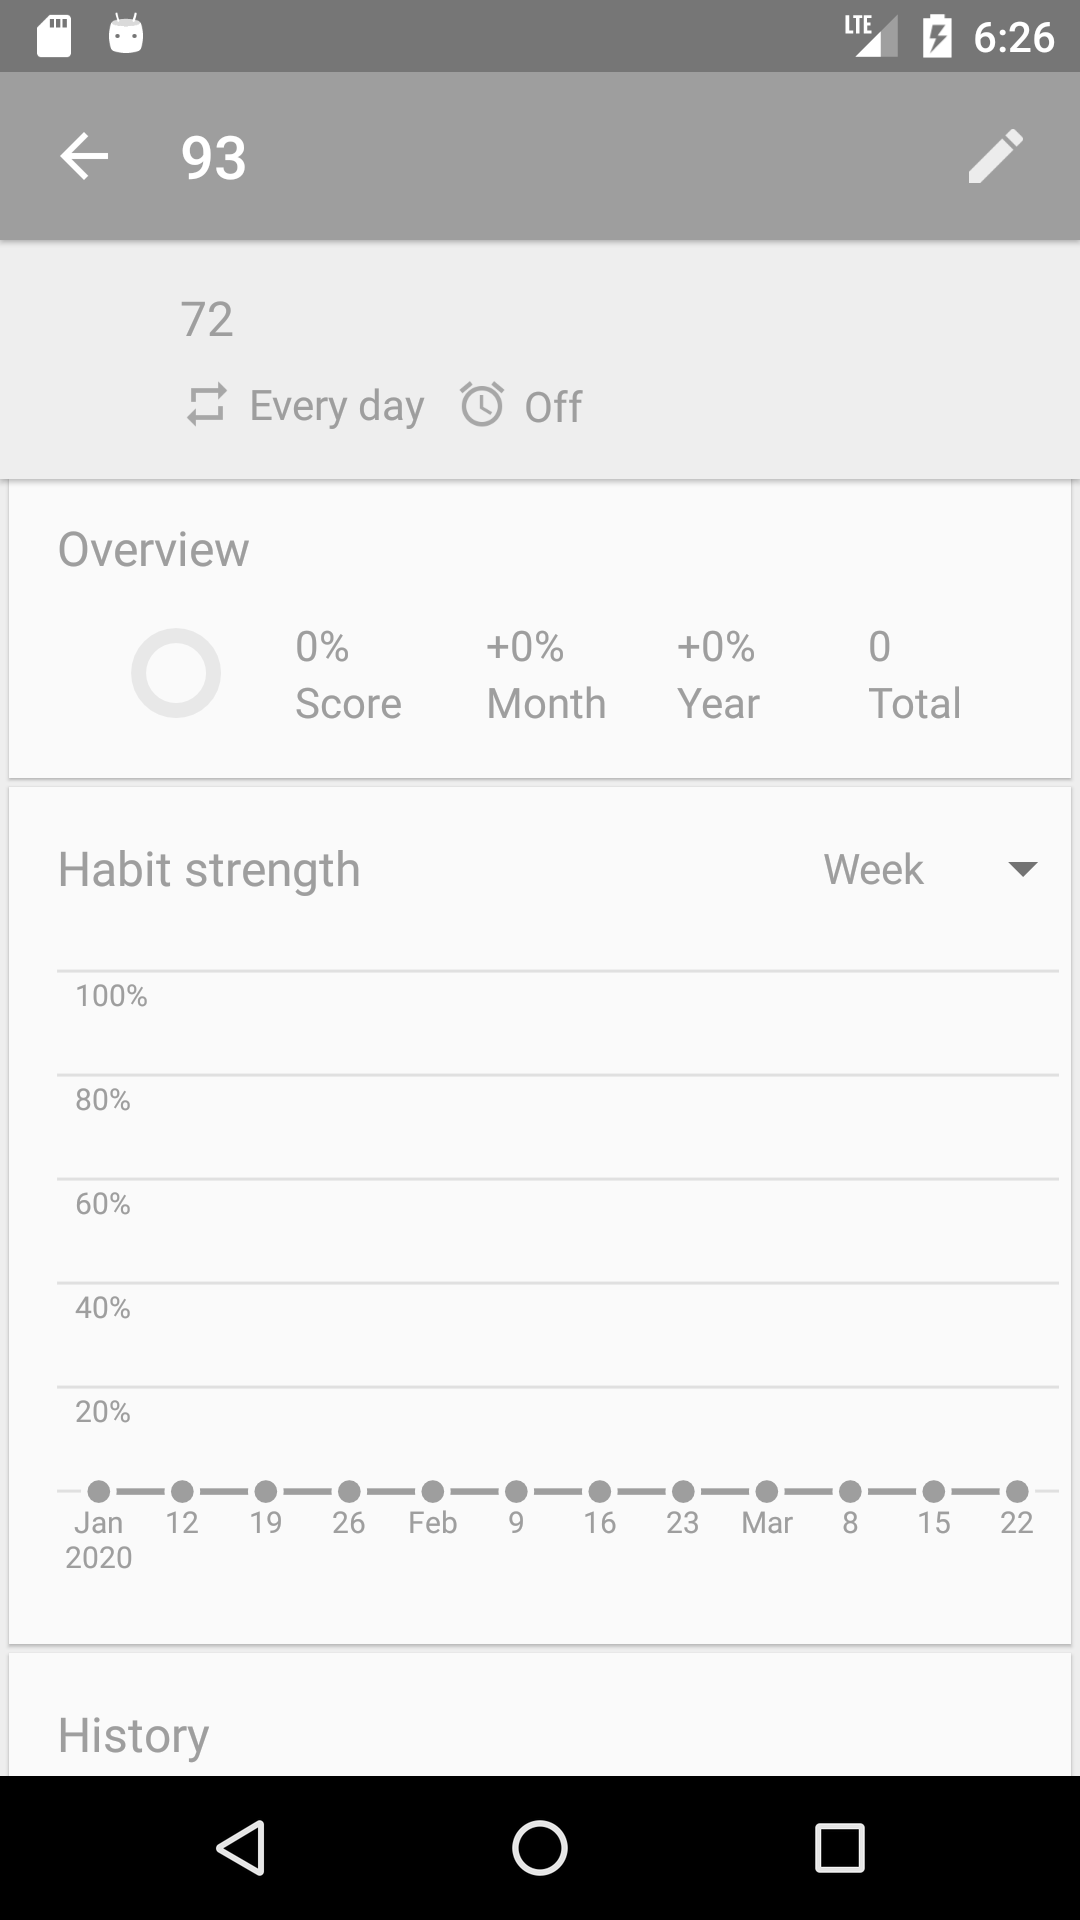 LTE 6:26
93
72
Every day Off
Overview
0% +0% +0% 0
Score Month Year Total
Habit strength Week
100%
80%
60%
40%
20%
Jan 12 19 26 Feb 9 16 23 Mar 8 15 22
2020
History